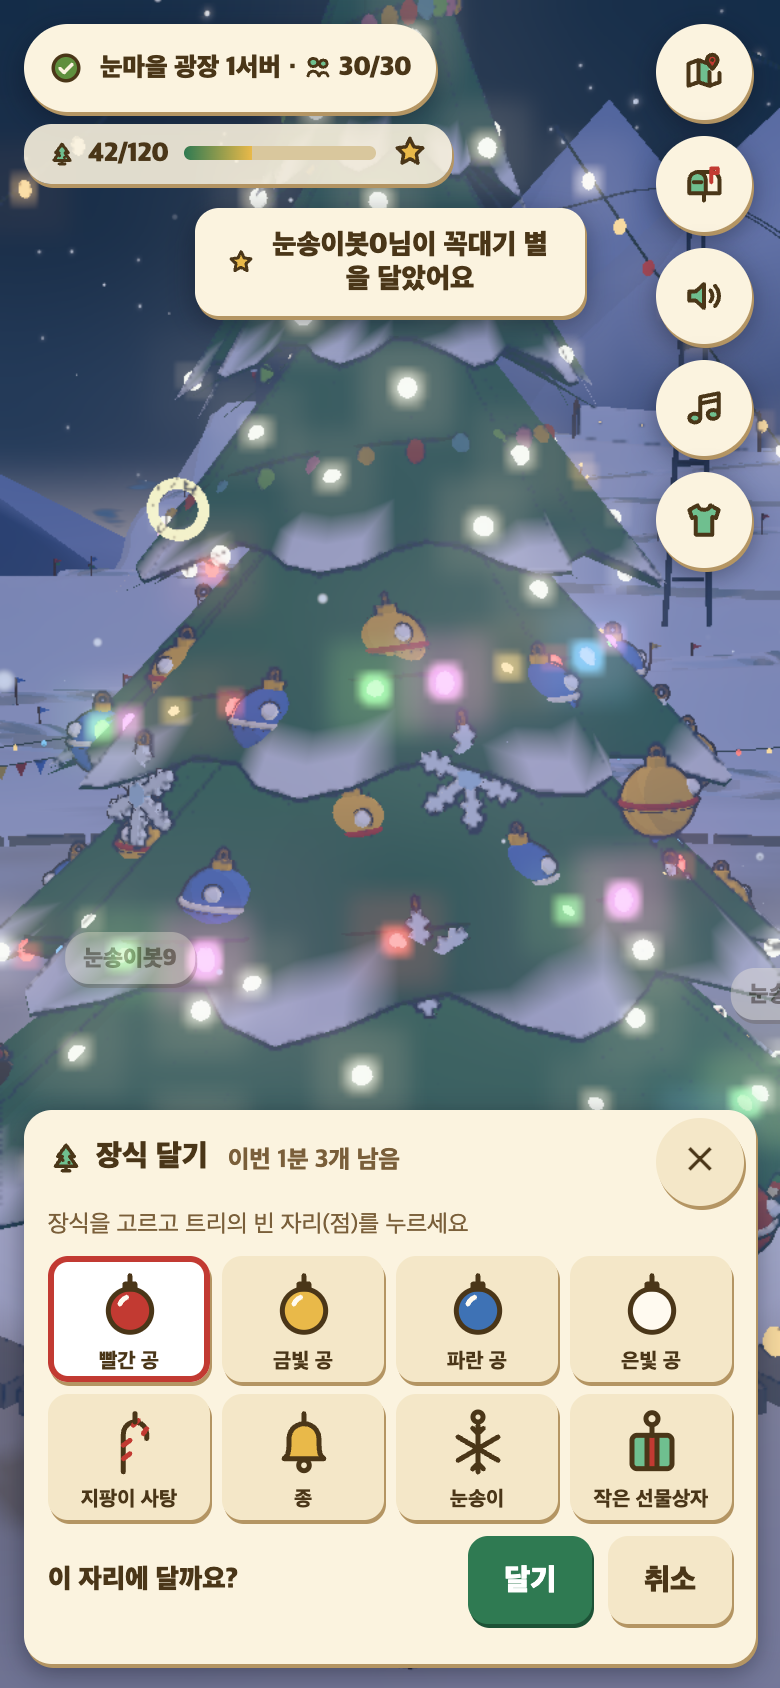 눈마을 광장 1서버 · 30/30
42/120
눈송이봇0님이 꼭대기 별
을 달았어요
눈송이봇9
장식 달기 이번 1분 3개 남음
장식을 고르고 트리의 빈 자리(점)를 누르세요
빨간 공 금빛 공 파란 공 은빛 공
지팡이 사탕 종 눈송이 작은 선물상자
이 자리에 달까요? 달기 취소